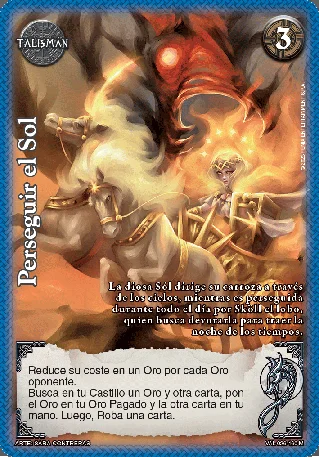 TALISMAN
3
Perseguir el Sol
La diosa Sól dirige su carroza a través
de los cielos, mientras es perseguida
durante todo el día por Sköll el lobo,
quien busca devorarla para traer la
noche de los tiempos.
Reduce su coste en un Oro por cada Oro
oponente.
Busca en tu Castillo un Oro y otra carta, pon
el Oro en tu Oro Pagado y la otra carta en tu
mano. Luego, Roba una carta.